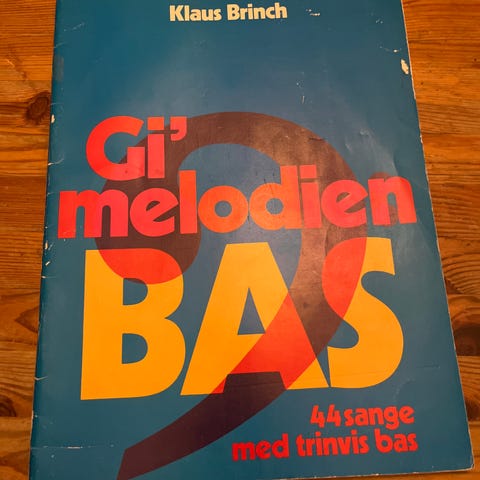 Klaus Brinch
Gi'
melodien
BAS
44 sange
med trinvis bas